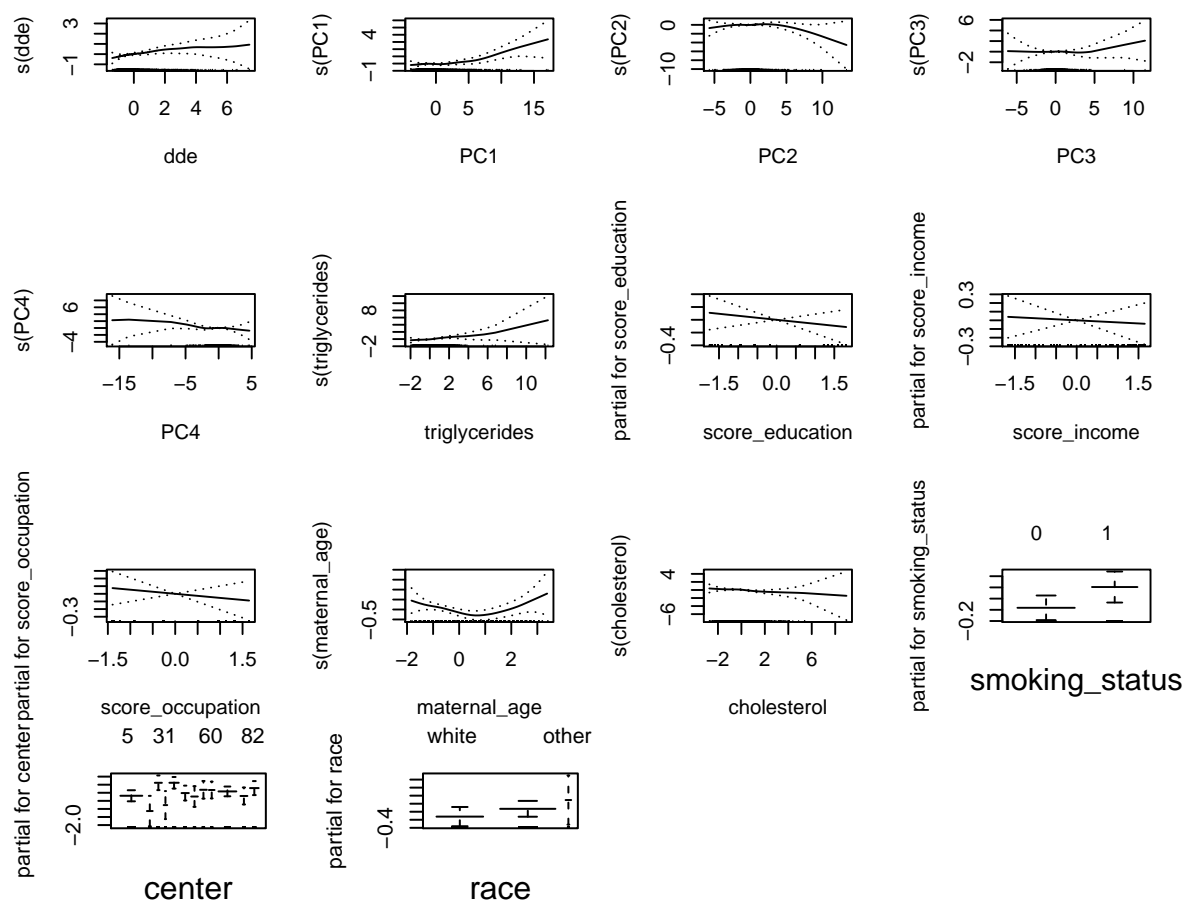 s(dde)
3
−1
0 2 4 6
dde
s(PC1)
4
−1
0 5 15
PC1
s(PC2)
0
−10
−5 0 5 10
PC2
s(PC3)
6
−2
−5 0 5 10
PC3
s(PC4)
6
−4
−15 −5 5
PC4
s(triglycerides)
8
−2
−2 2 6 10
triglycerides
partial for score_education
−0.4
−1.5 0.0 1.5
score_education
partial for score_income
0.3
−0.3
−1.5 0.0 1.5
score_income
partial for score_occupation
−0.3
−1.5 0.0 1.5
score_occupation
s(maternal_age)
−0.5
−2 0 2
maternal_age
s(cholesterol)
4
−6
−2 2 6
cholesterol
partial for smoking_status
0 1
−0.2
smoking_status
partial for center
5 31 60 82
−2.0
center
partial for race
white other
−0.4
race